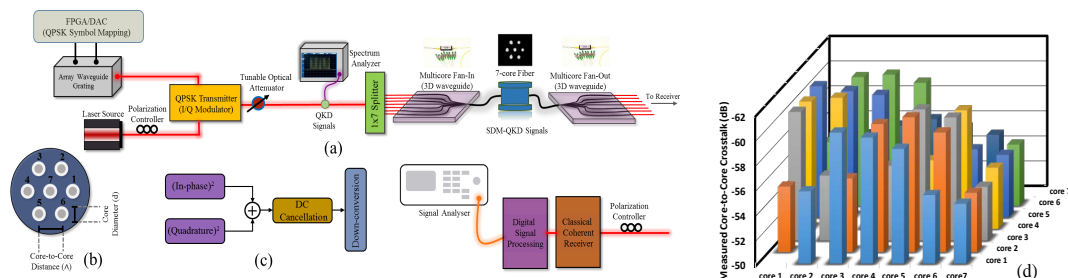 FPGA/DAC
(QPSK Symbol Mapping)
Array Waveguide
Grating
Laser Source
Polarization
Controller
QPSK Transmitter
(I/Q Modulator)
Tunable Optical
Attenuator
Spectrum
Analyzer
QKD
Signals
1x7 Splitter
Multicore Fan-In
(3D waveguide)
7-core Fiber
SDM-QKD Signals
Multicore Fan-Out
(3D waveguide)
To Receiver
(a)
3 2
4 7 1
5 6
Core
Diameter (d)
Core-to-Core
Distance (Λ)
(b)
(In-phase)²
(Quadrature)²
DC
Cancellation
Down-conversion
(c)
Signal Analyser
Digital
Signal
Processing
Classical
Coherent
Receiver
Polarization
Controller
Measured Core-to-Core Crosstalk (dB)
-62
-60
-58
-56
-54
-52
-50
core 1 core 2 core 3 core 4 core 5 core 6 core7
core 1
core 2
core 3
core 4
core 5
core 6
core 7
(d)